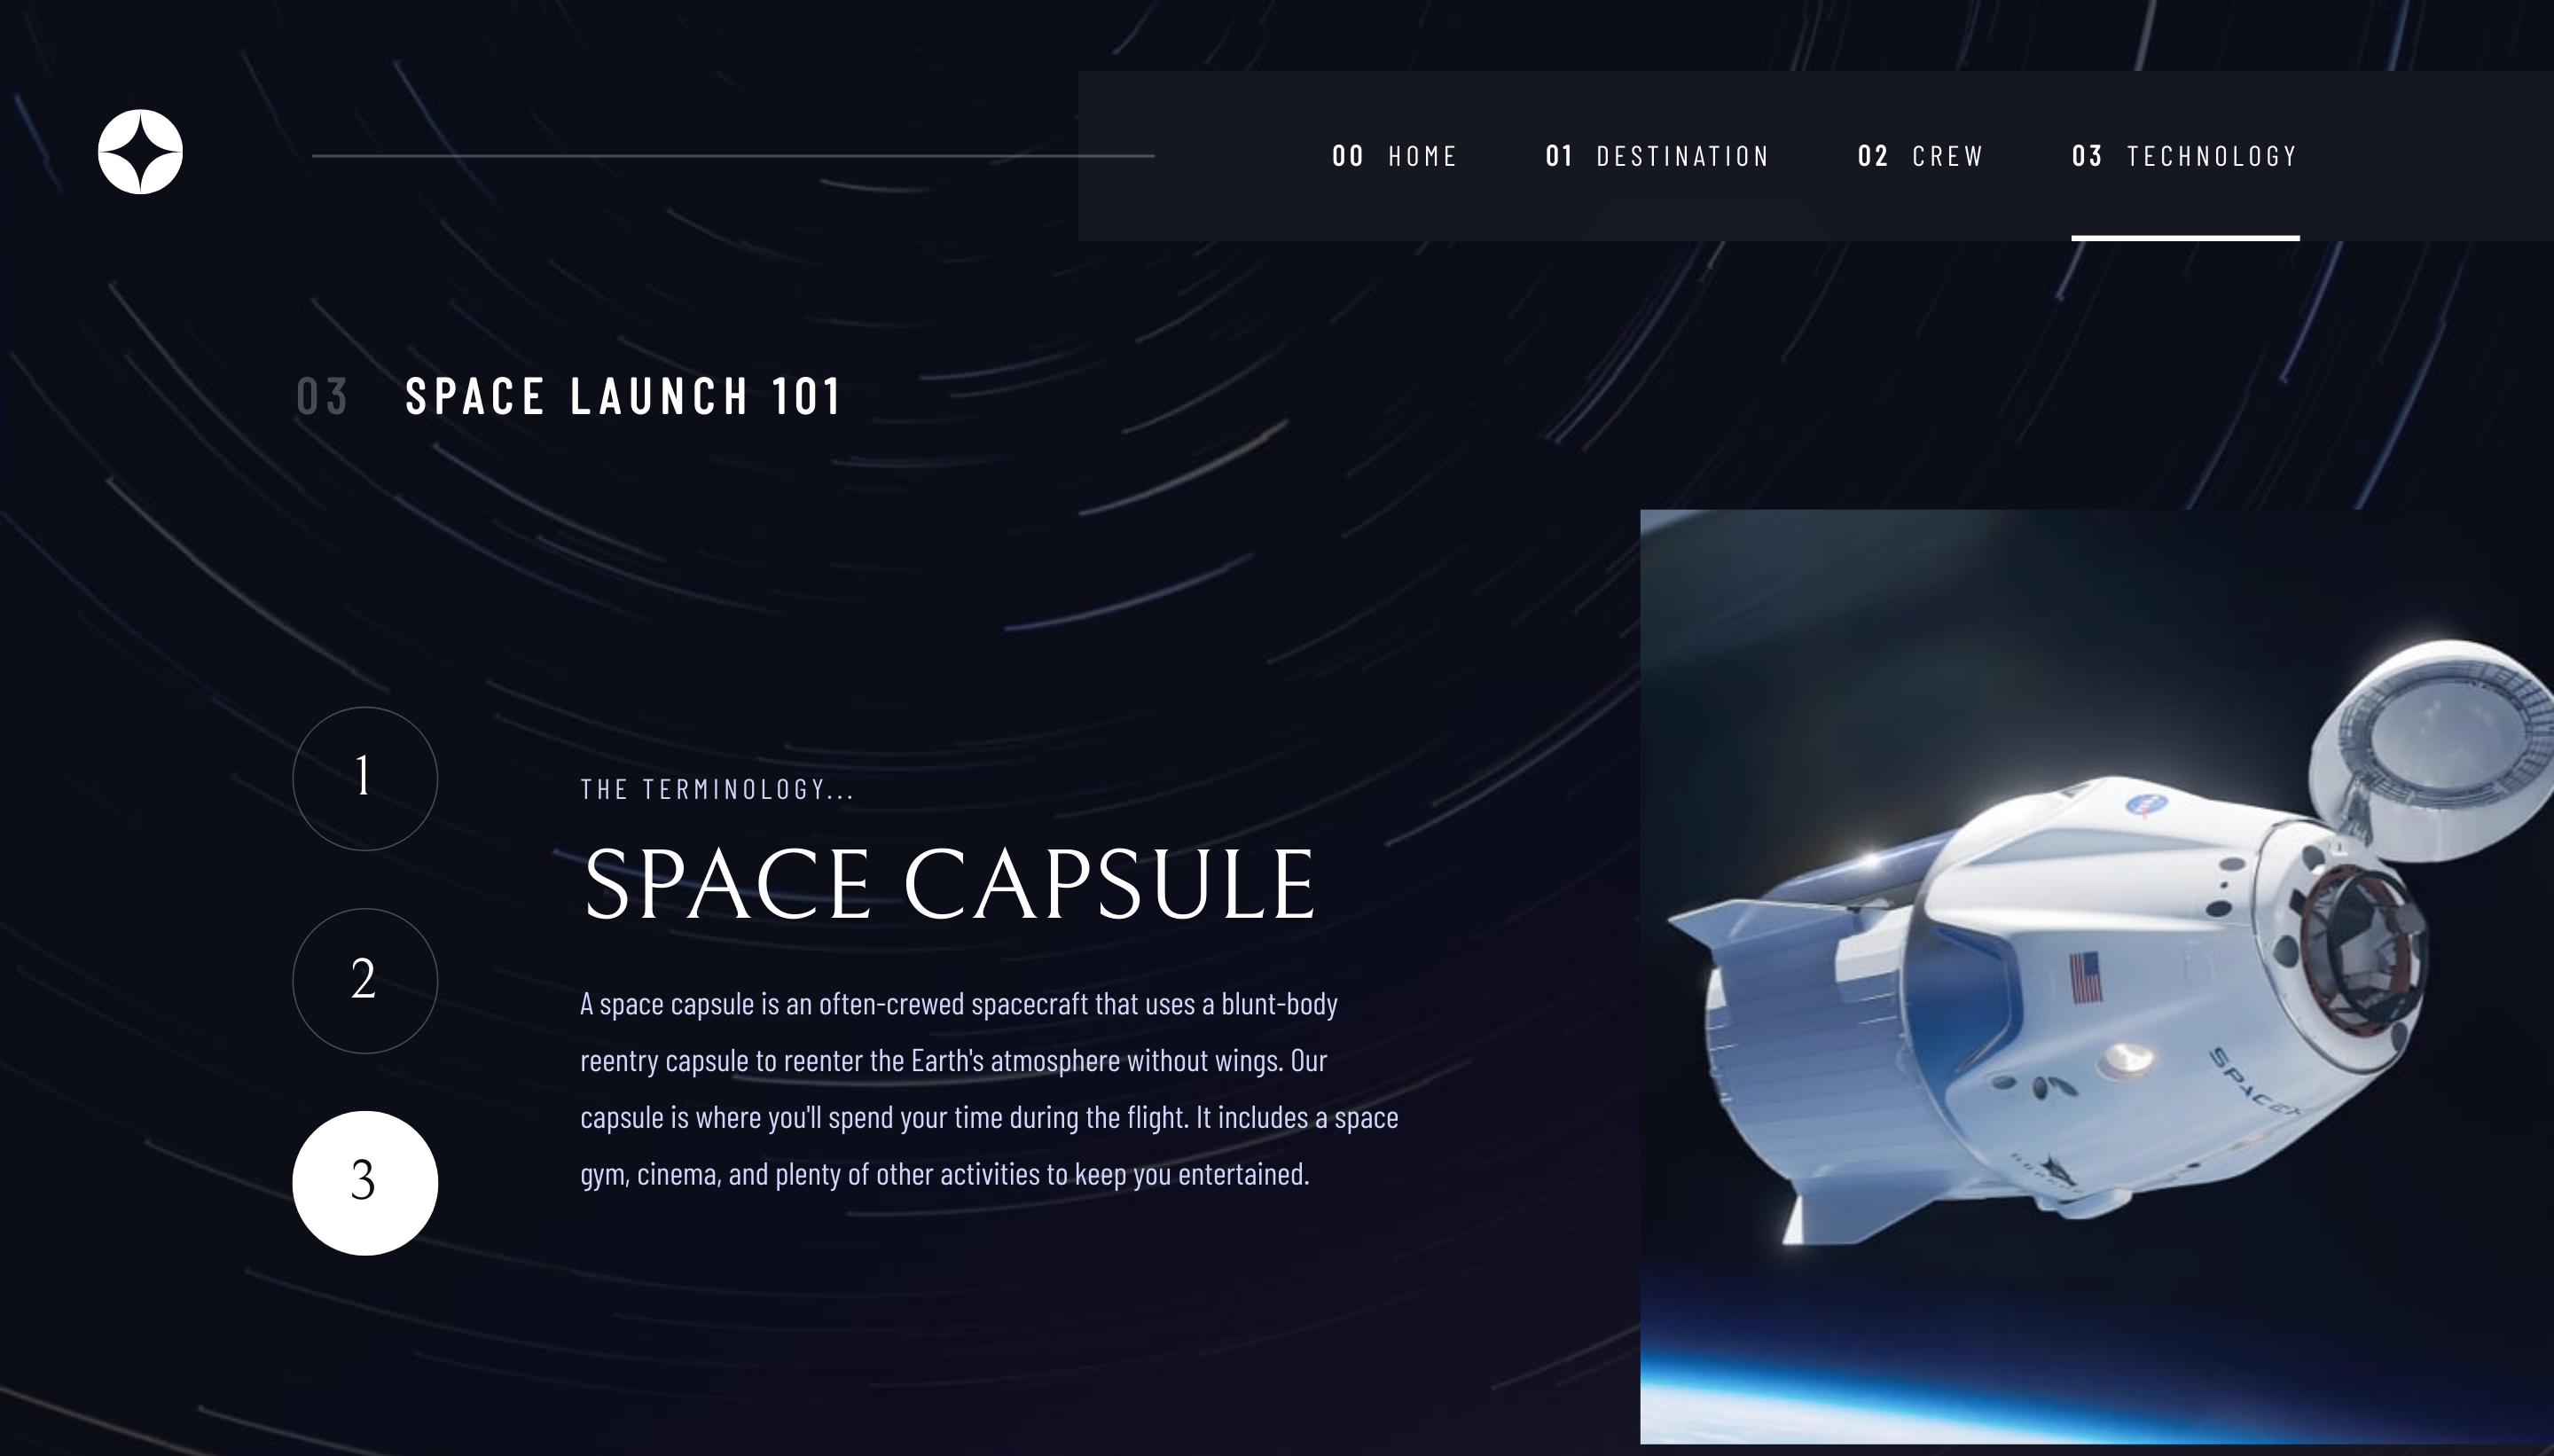 00 HOME 01 DESTINATION 02 CREW 03 TECHNOLOGY
03 SPACE LAUNCH 101
1
2
3
THE TERMINOLOGY...
SPACE CAPSULE
A space capsule is an often-crewed spacecraft that uses a blunt-body
reentry capsule to reenter the Earth's atmosphere without wings. Our
capsule is where you'll spend your time during the flight. It includes a space
gym, cinema, and plenty of other activities to keep you entertained.
SPACEX